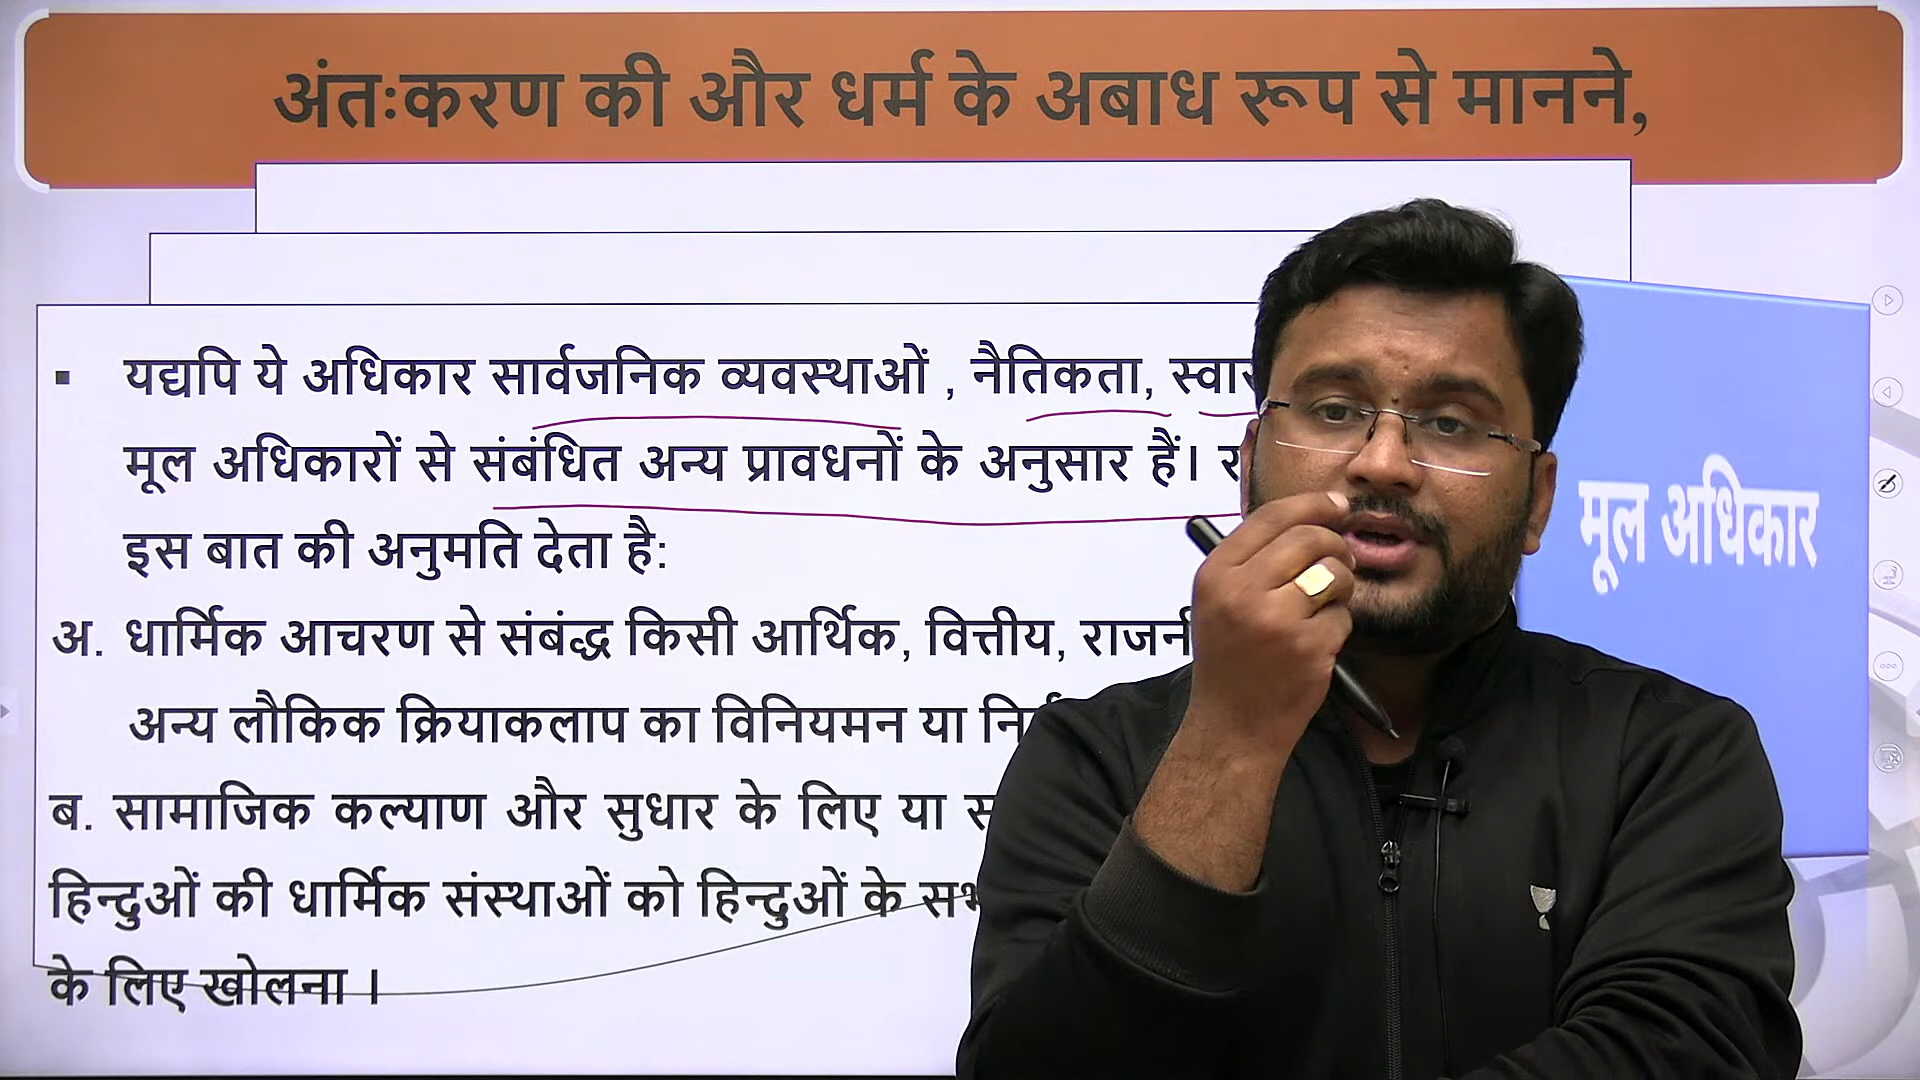 अंतःकरण की और धर्म के अबाध रूप से मानने,
यद्यपि ये अधिकार सार्वजनिक व्यवस्थाओं , नैतिकता,
मूल अधिकारों से संबंधित अन्य प्रावधनों के अनुसार हैं।
इस बात की अनुमति देता है:
अ. धार्मिक आचरण से संबंद्ध किसी आर्थिक, वित्तीय,
अन्य लौकिक क्रियाकलाप का विनियमन या
ब. सामाजिक कल्याण और सुधार के लिए या
हिन्दुओं की धार्मिक संस्थाओं को हिन्दुओं के
के लिए खोलना ।
मूल अधिकार